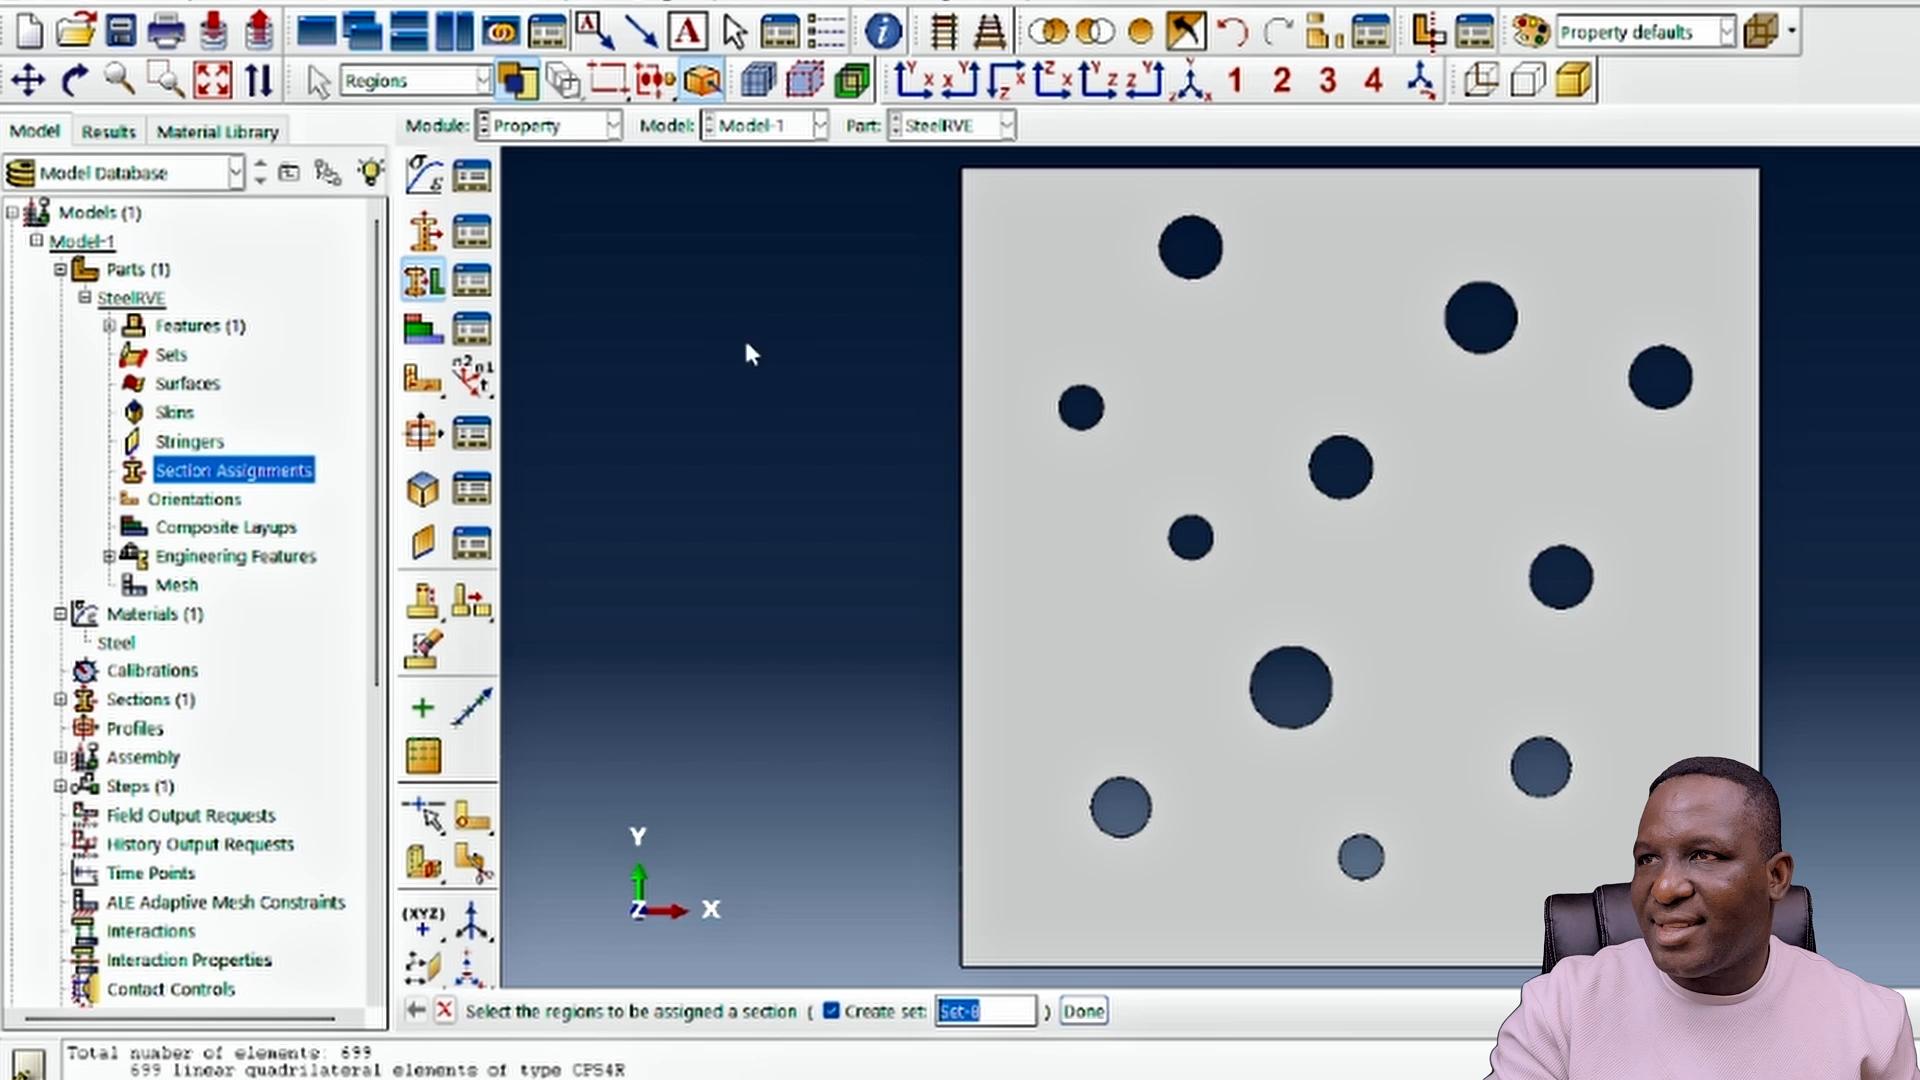 Property defaults
Regions
1 2 3 4
Model Results Material Library
Module: Property Model: Model-1 Part: SteelRVE
Model Database
Models (1)
Model-1
Parts (1)
SteelRVE
Features (1)
Sets
Surfaces
Skins
Stringers
Section Assignments
Orientations
Composite Layups
Engineering Features
Mesh
Materials (1)
Steel
Calibrations
Sections (1)
Profiles
Assembly
Steps (1)
Field Output Requests
History Output Requests
Time Points
ALE Adaptive Mesh Constraints
Interactions
Interaction Properties
Contact Controls
(XYZ)
Y
Z X
Select the regions to be assigned a section ( Create set: Set-8 ) Done
Total number of elements: 699
699 linear quadrilateral elements of type CPS4R